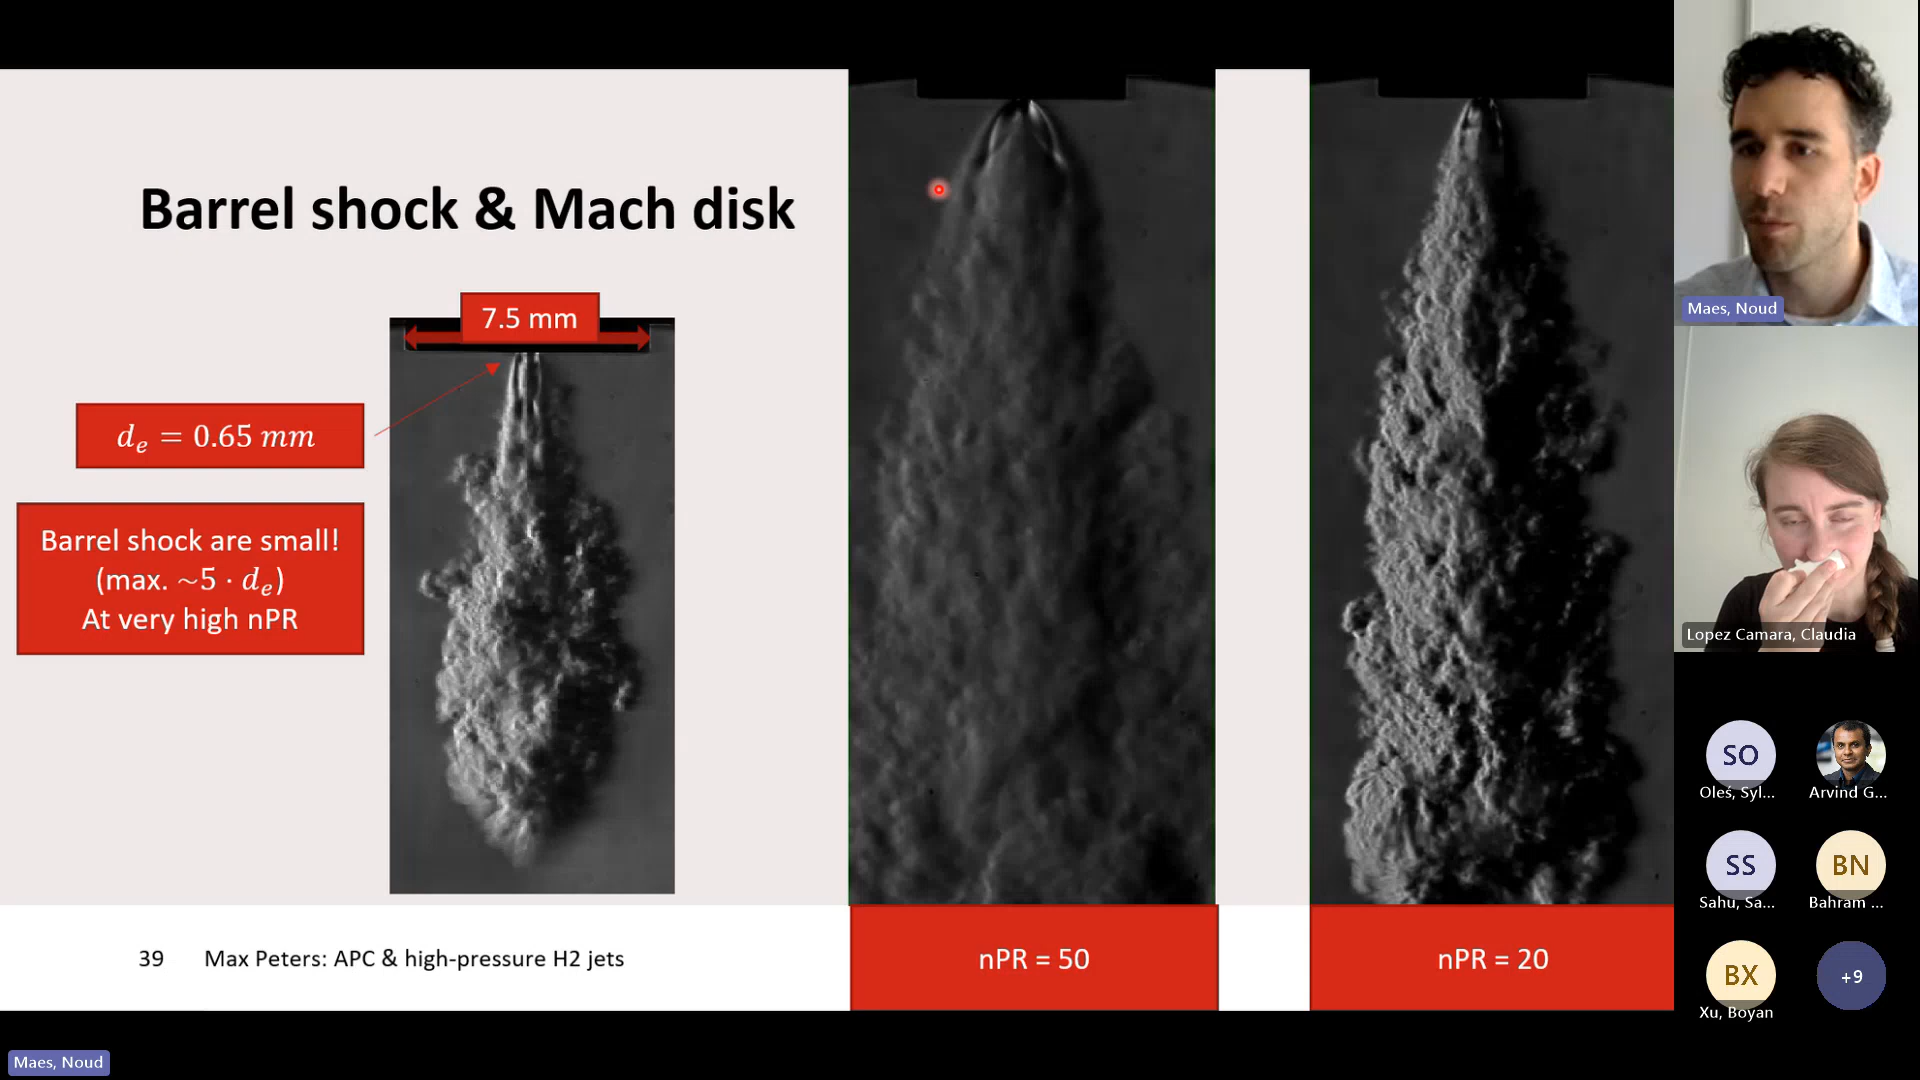 Barrel shock & Mach disk
7.5 mm
dₑ = 0.65 mm
Barrel shock are small!
(max. ~5 · dₑ)
At very high nPR
39 Max Peters: APC & high-pressure H2 jets
nPR = 50
nPR = 20
Maes, Noud
Lopez Camara, Claudia
SO
Oleś, Syl...
Arvind G...
SS
Sahu, Sa...
BN
Bahram ...
BX
Xu, Boyan
+9
Maes, Noud